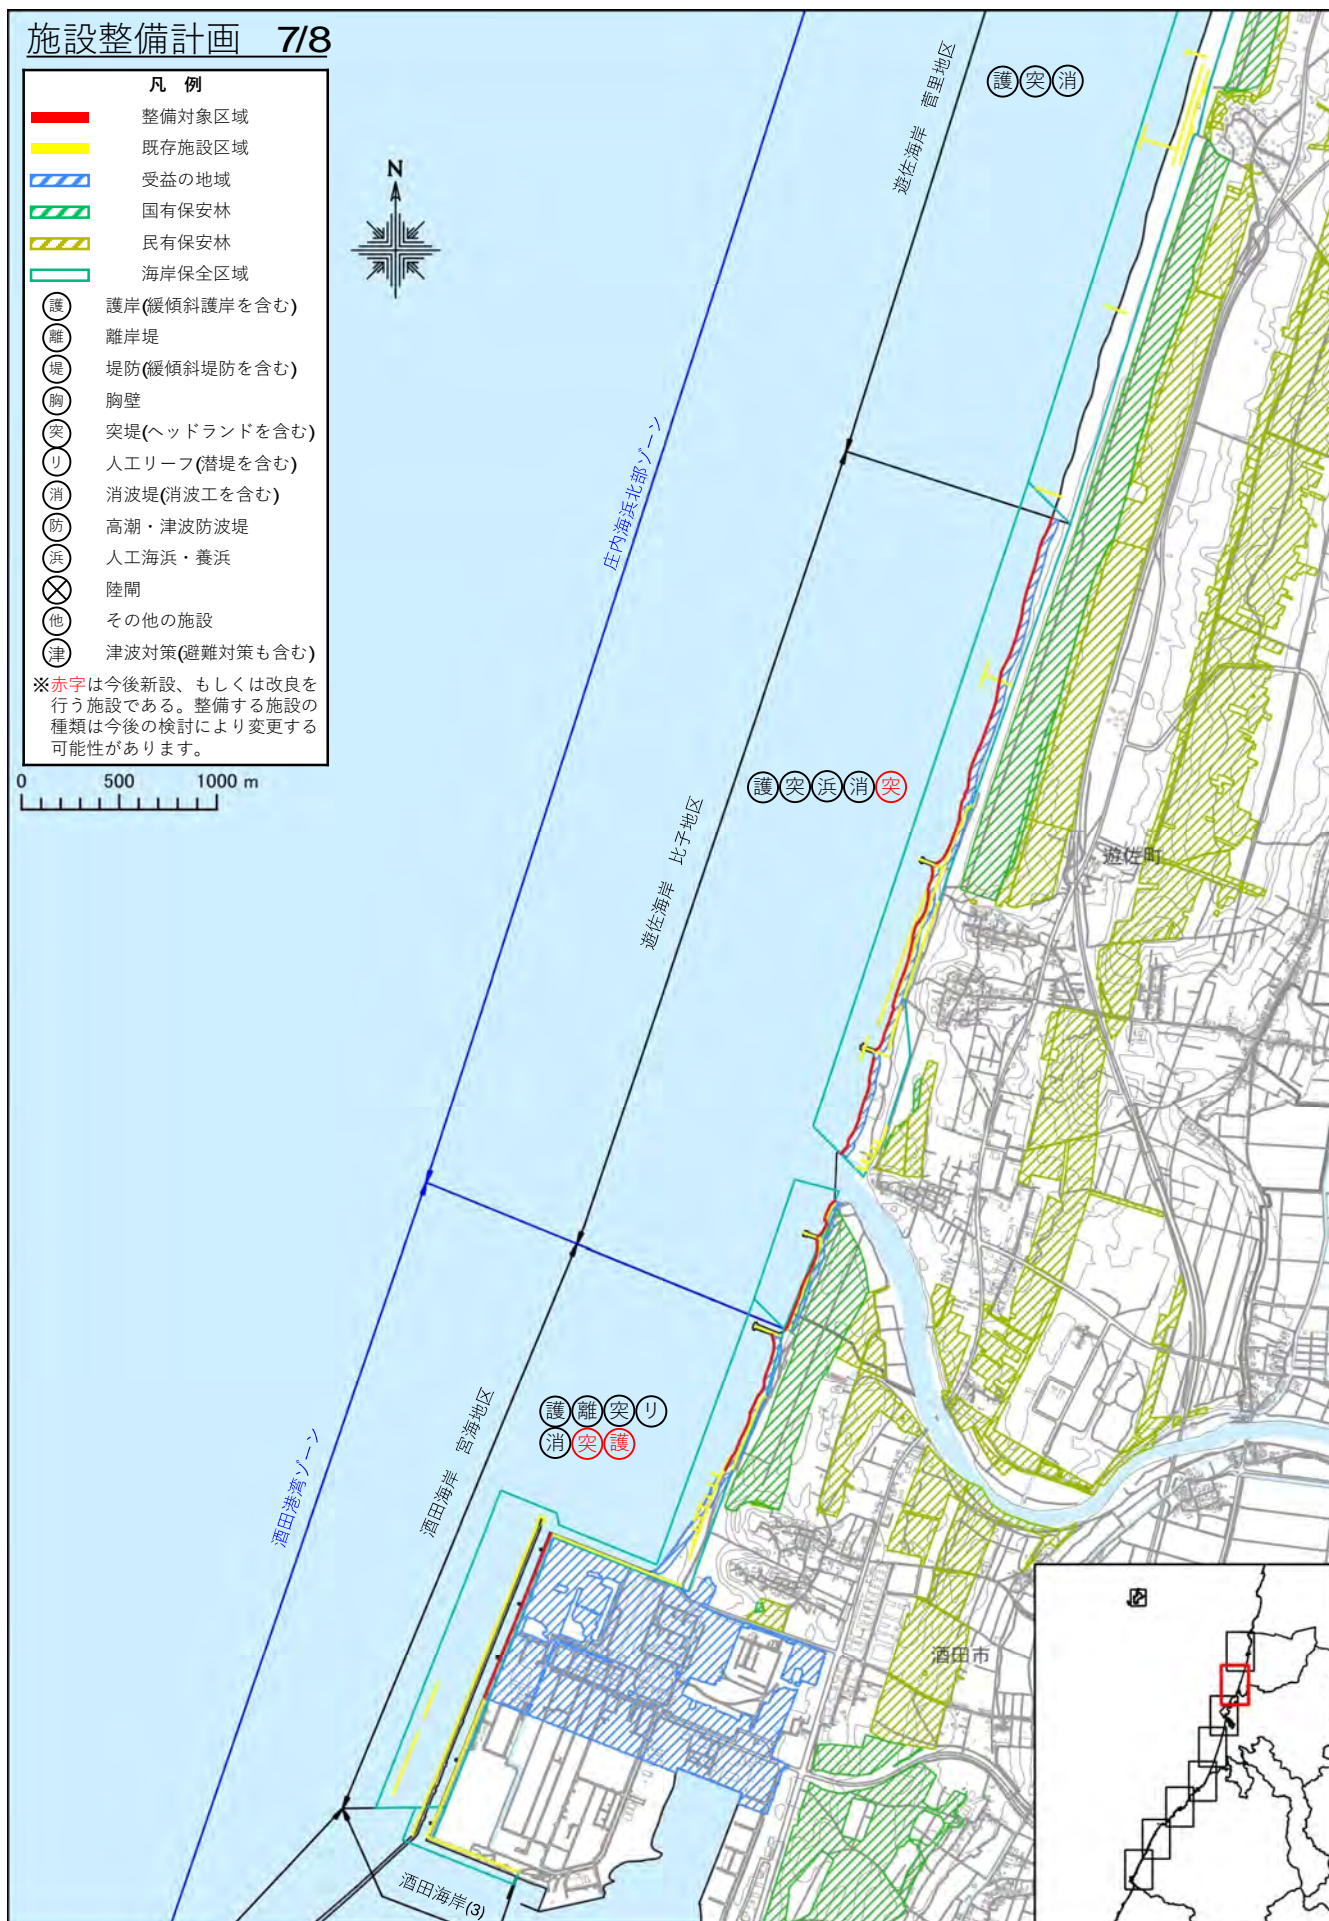 施設整備計画 7/8
凡 例
整備対象区域
既存施設区域
受益の地域
国有保安林
民有保安林
海岸保全区域
護 護岸(緩傾斜護岸を含む)
離 離岸堤
堤 堤防(緩傾斜堤防を含む)
胸 胸壁
突 突堤(ヘッドランドを含む)
リ 人工リーフ(潜堤を含む)
消 消波堤(消波工を含む)
防 高潮・津波防波堤
浜 人工海浜・養浜
陸閘
他 その他の施設
津 津波対策(避難対策も含む)
※赤字は今後新設、もしくは改良を
行う施設である。整備する施設の
種類は今後の検討により変更する
可能性があります。
0 500 1000 m
N
遊佐海岸 菅里地区
護突消
庄内海浜北部ゾーン
護突浜消突
遊佐海岸 比子地区
遊佐町
護離突リ
消突護
酒田海岸 宮海地区
酒田港湾ゾーン
酒田市
酒田海岸(3)